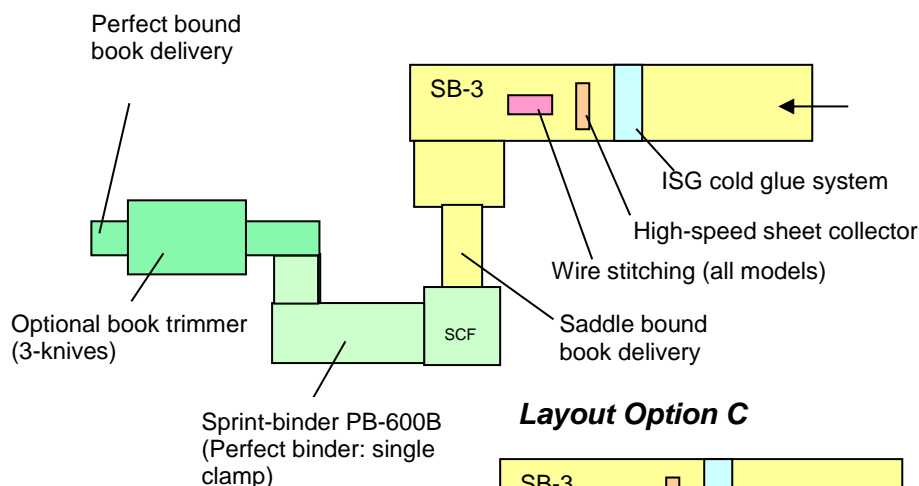 Perfect bound
book delivery
SB-3
ISG cold glue system
High-speed sheet collector
Wire stitching (all models)
Optional book trimmer
(3-knives)
SCF
Saddle bound
book delivery
Sprint-binder PB-600B
(Perfect binder: single
clamp)
Layout Option C
SB-3